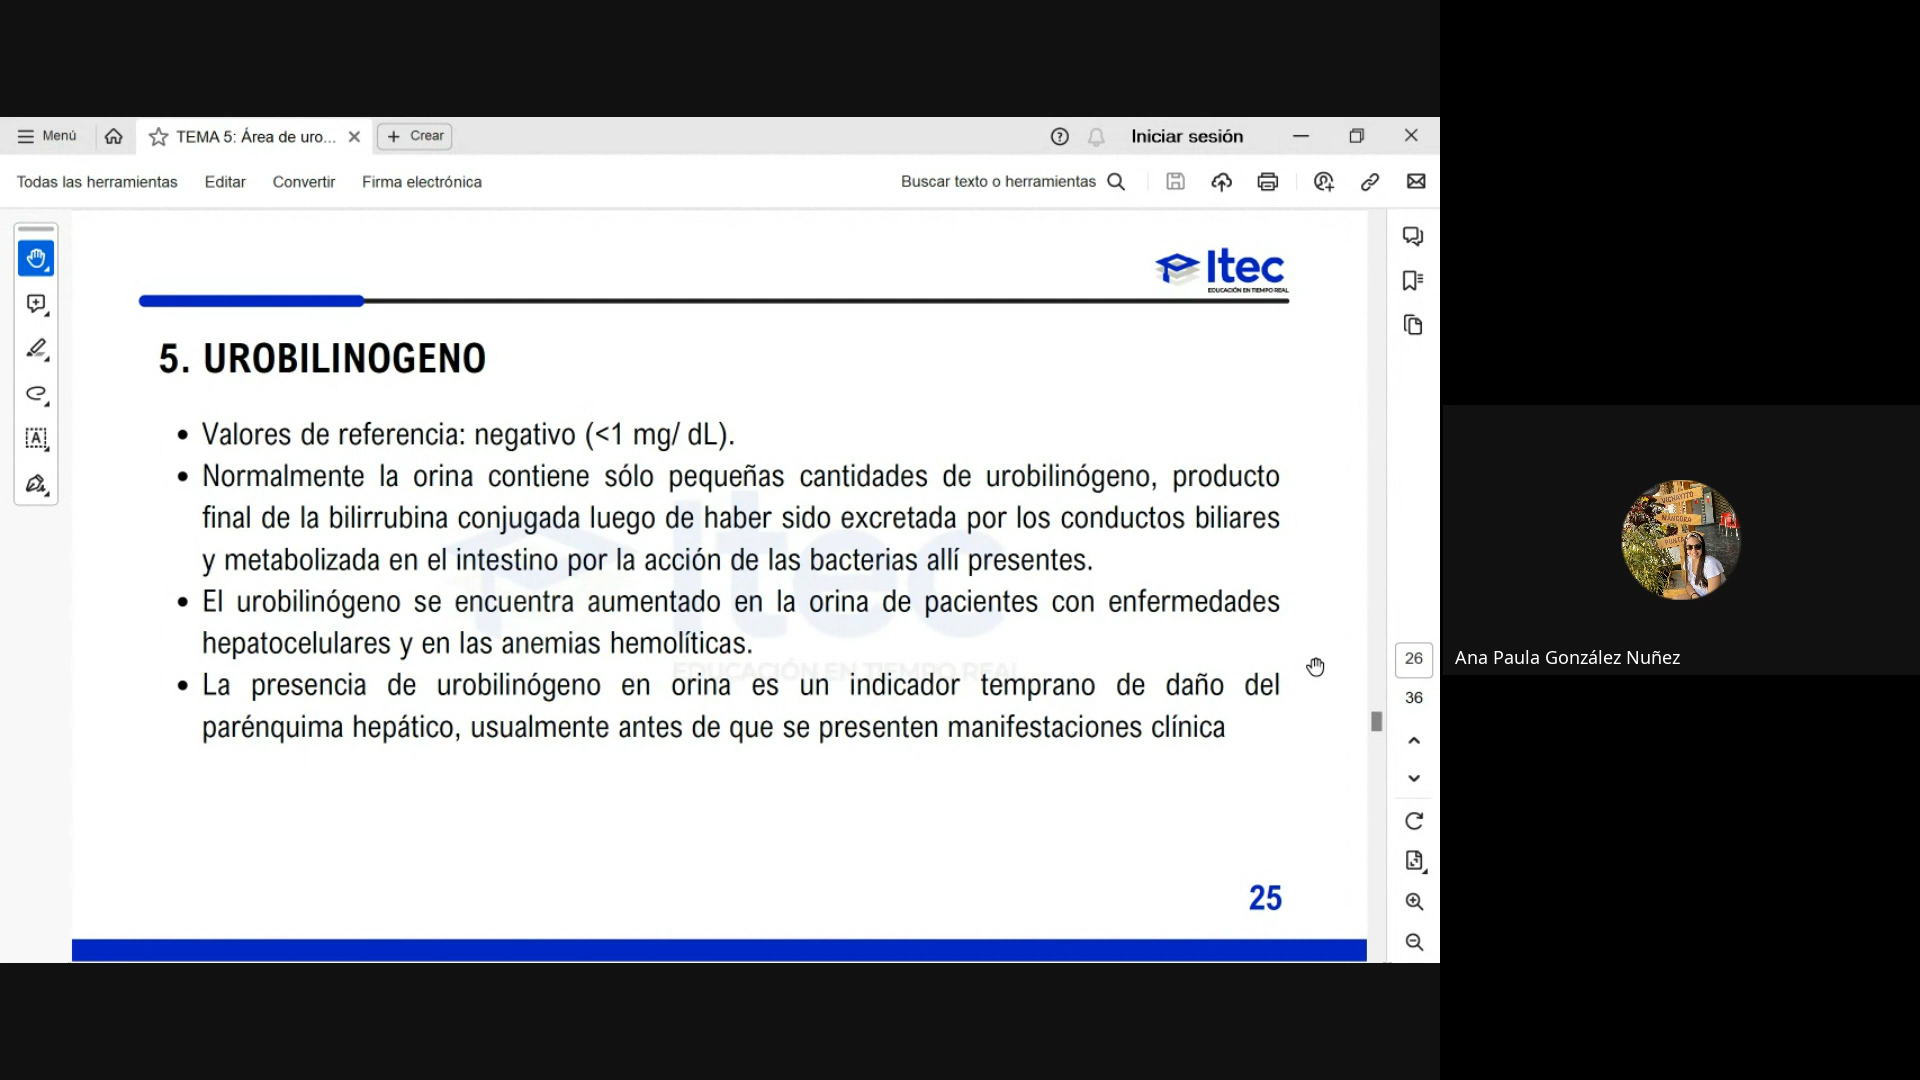 Menú
TEMA 5: Área de uro...
Crear
Iniciar sesión
Todas las herramientas
Editar
Convertir
Firma electrónica
Buscar texto o herramientas
Itec
EDUCACIÓN EN TIEMPO REAL
5. UROBILINOGENO
• Valores de referencia: negativo (<1 mg/ dL).
• Normalmente la orina contiene sólo pequeñas cantidades de urobilinógeno, producto
final de la bilirrubina conjugada luego de haber sido excretada por los conductos biliares
y metabolizada en el intestino por la acción de las bacterias allí presentes.
• El urobilinógeno se encuentra aumentado en la orina de pacientes con enfermedades
hepatocelulares y en las anemias hemolíticas.
• La presencia de urobilinógeno en orina es un indicador temprano de daño del
parénquima hepático, usualmente antes de que se presenten manifestaciones clínica
Itec
EDUCACIÓN EN TIEMPO REAL
25
26
36
MÁNCORA
Ana Paula González Nuñez